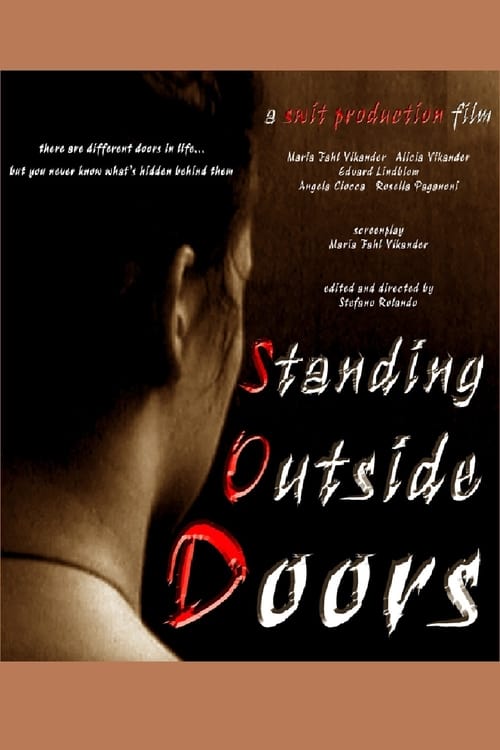 a swit production film
there are different doors in life...
but you never know what's hidden behind them
Maria Fahl Vikander Alicia Vikander
Eduard Lindblom
Angela Ciocca Rosella Paganoni
screenplay
Maria Fahl Vikander
edited and directed by
Stefano Rolando
Standing
Outside
Doors